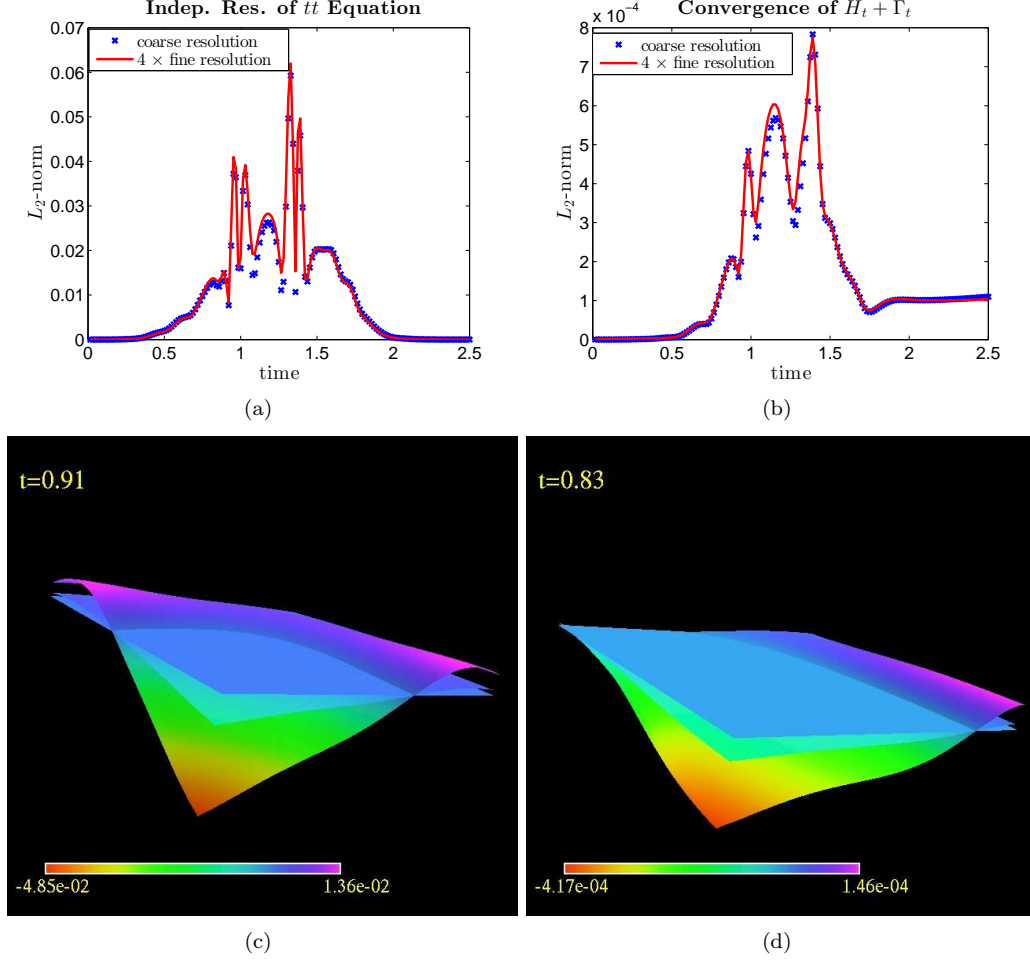 Indep. Res. of tt Equation
coarse resolution
4 × fine resolution
L₂-norm
0.07
0.06
0.05
0.04
0.03
0.02
0.01
0
0 0.5 1 1.5 2 2.5
time
(a)
Convergence of Hₜ + Γₜ
x 10⁻⁴
coarse resolution
4 × fine resolution
L₂-norm
8
7
6
5
4
3
2
1
0
0 0.5 1 1.5 2 2.5
time
(b)
t=0.91
-4.85e-02 1.36e-02
(c)
t=0.83
-4.17e-04 1.46e-04
(d)